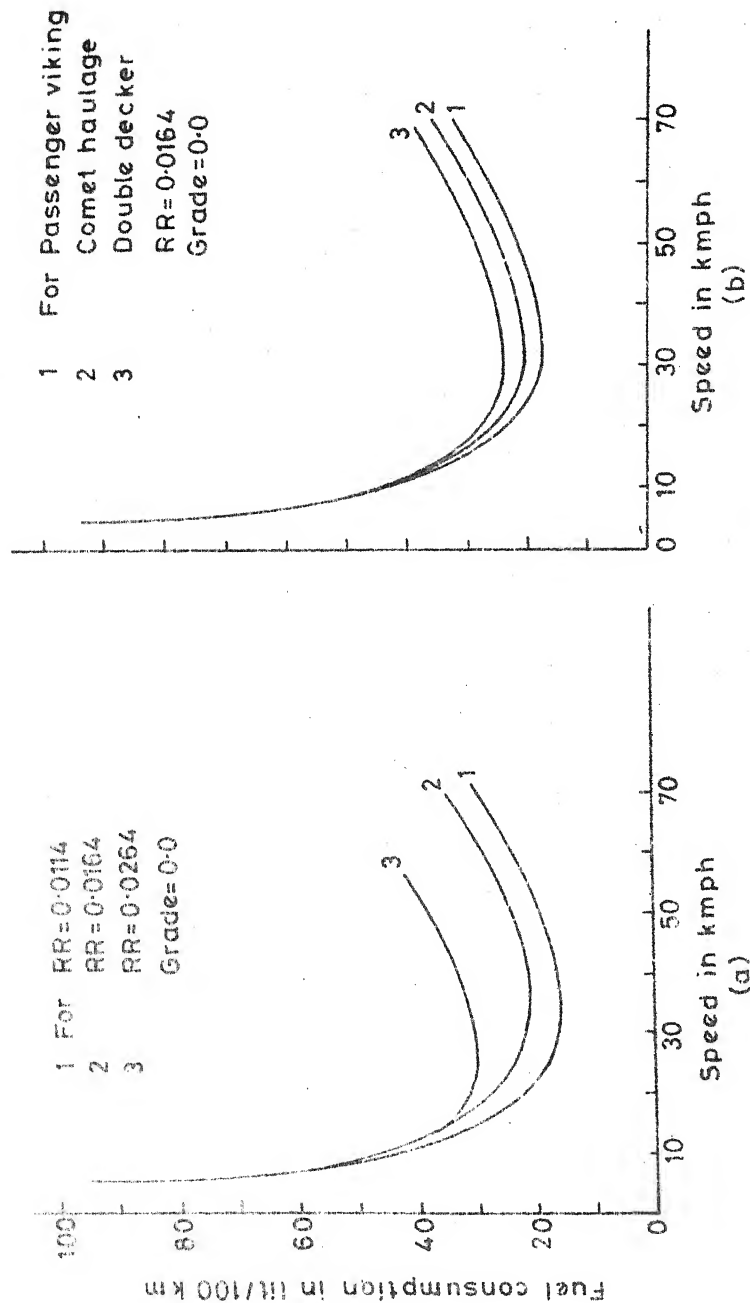 Fuel consumption in lit/100 km
100
80
60
40
20
0
1 For RR=0·0114
2 RR=0·0164
3 RR=0·0264
Grade=0·0
3
2
1
10
30
50
70
Speed in kmph
(a)
1 For Passenger viking
2 Comet haulage
3 Double decker
RR=0·0164
Grade=0·0
3
2
1
0
10
30
50
70
Speed in kmph
(b)